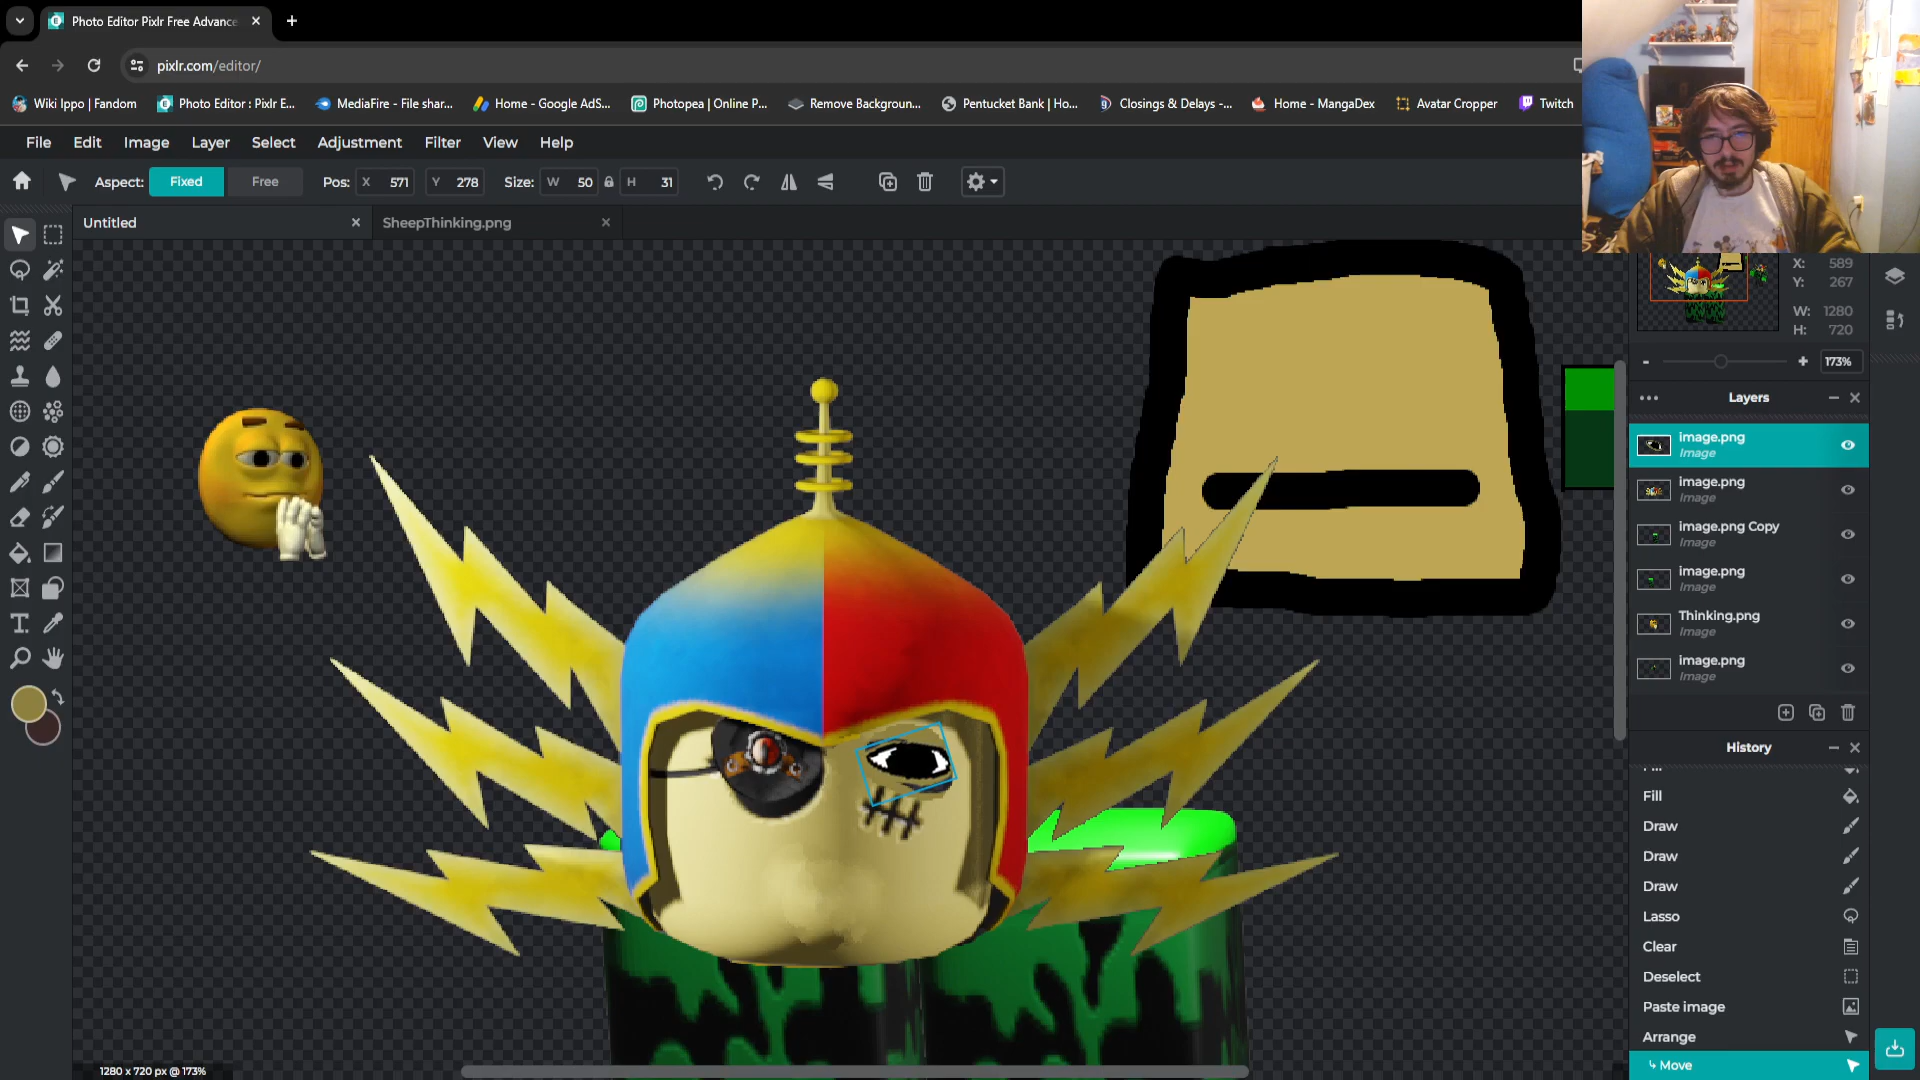 Photo Editor Pixlr Free Advance
pixlr.com/editor/
Wiki Ippo | Fandom
Photo Editor : Pixlr E...
MediaFire - File shar...
Home - Google AdS...
Photopea | Online P...
Remove Backgroun...
Pentucket Bank | Ho...
Closings & Delays -...
Home - MangaDex
Avatar Cropper
Twitch
File Edit Image Layer Select Adjustment Filter View Help
Aspect: Fixed Free Pos: X 571 Y 278 Size: W 50 H 31
Untitled
SheepThinking.png
X: 589
Y: 267
W: 1280
H: 720
- + 173%
Layers
image.png
Image
image.png
Image
image.png Copy
Image
image.png
Image
Thinking.png
Image
image.png
Image
History
Fill
Draw
Draw
Draw
Lasso
Clear
Deselect
Paste image
Arrange
Move
1280 x 720 px @ 173%